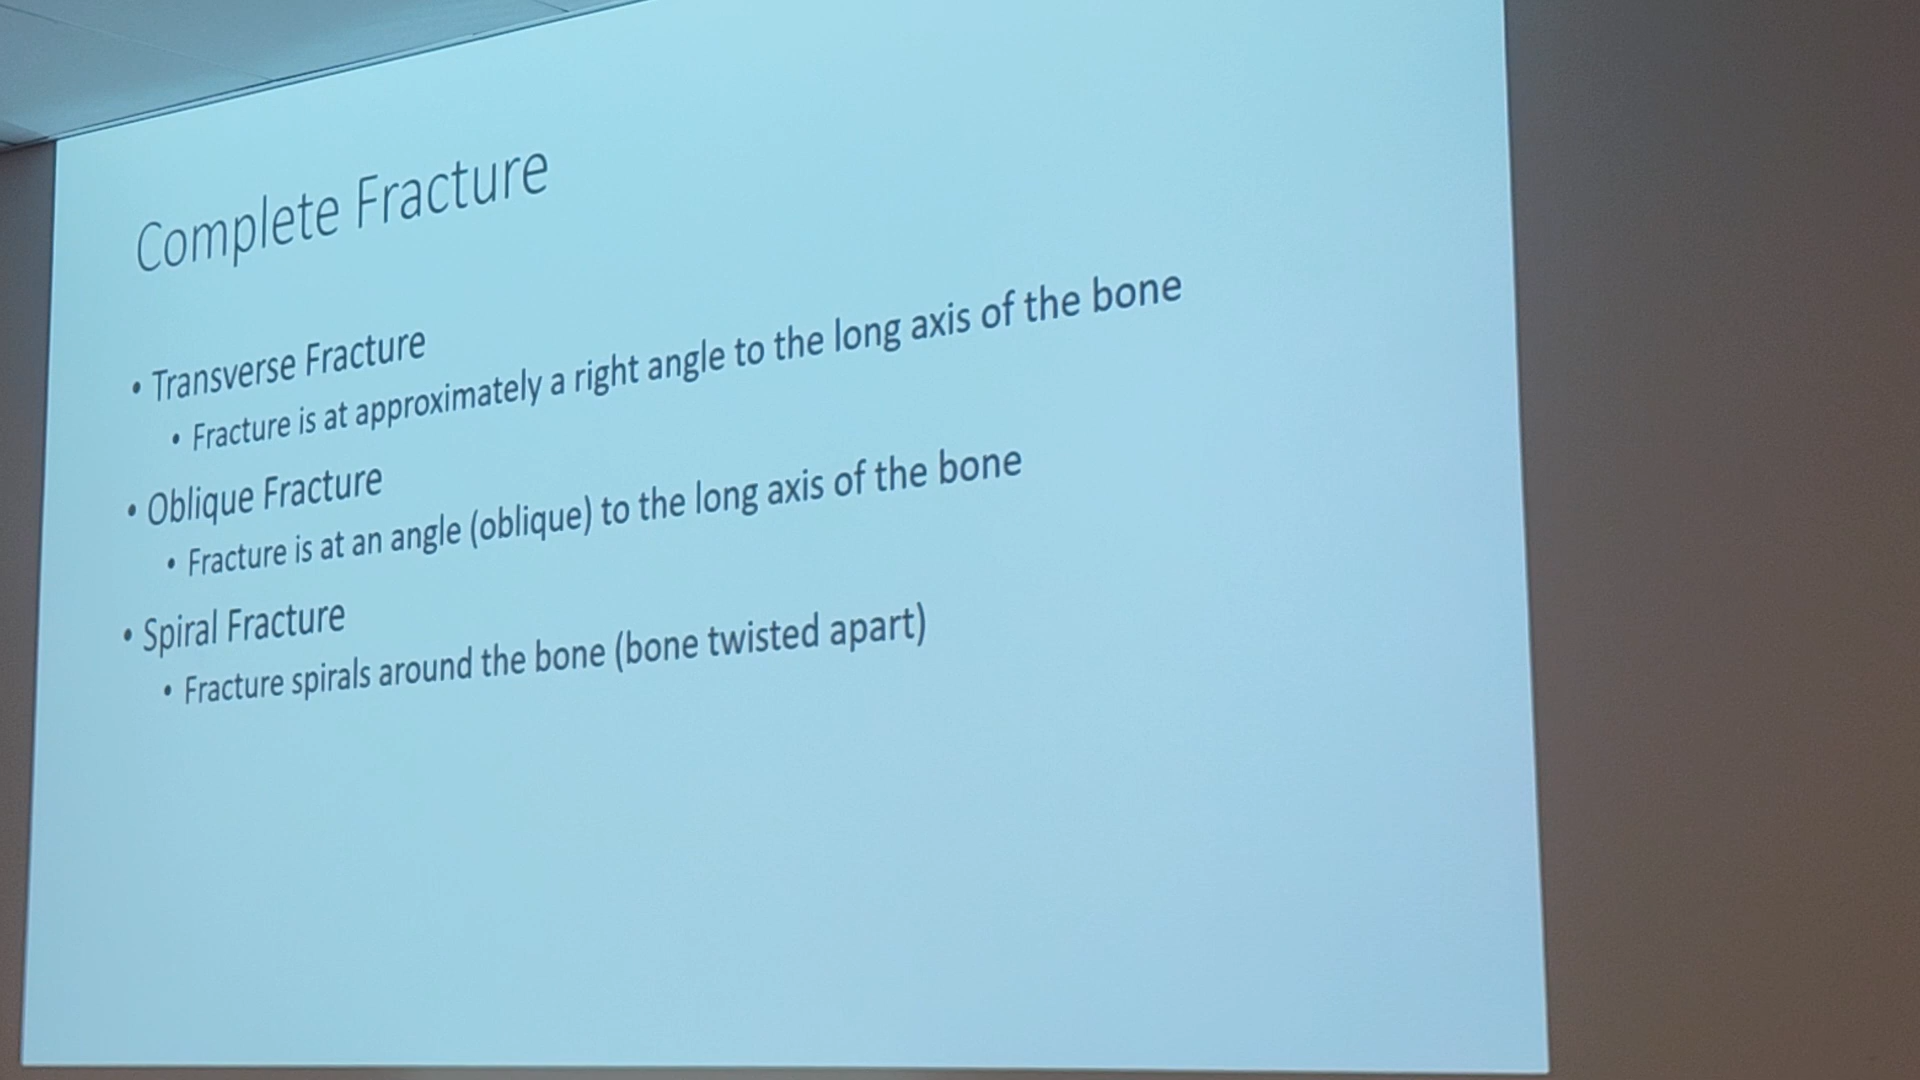 Complete Fracture
• Transverse Fracture
• Fracture is at approximately a right angle to the long axis of the bone
• Oblique Fracture
• Fracture is at an angle (oblique) to the long axis of the bone
• Spiral Fracture
• Fracture spirals around the bone (bone twisted apart)